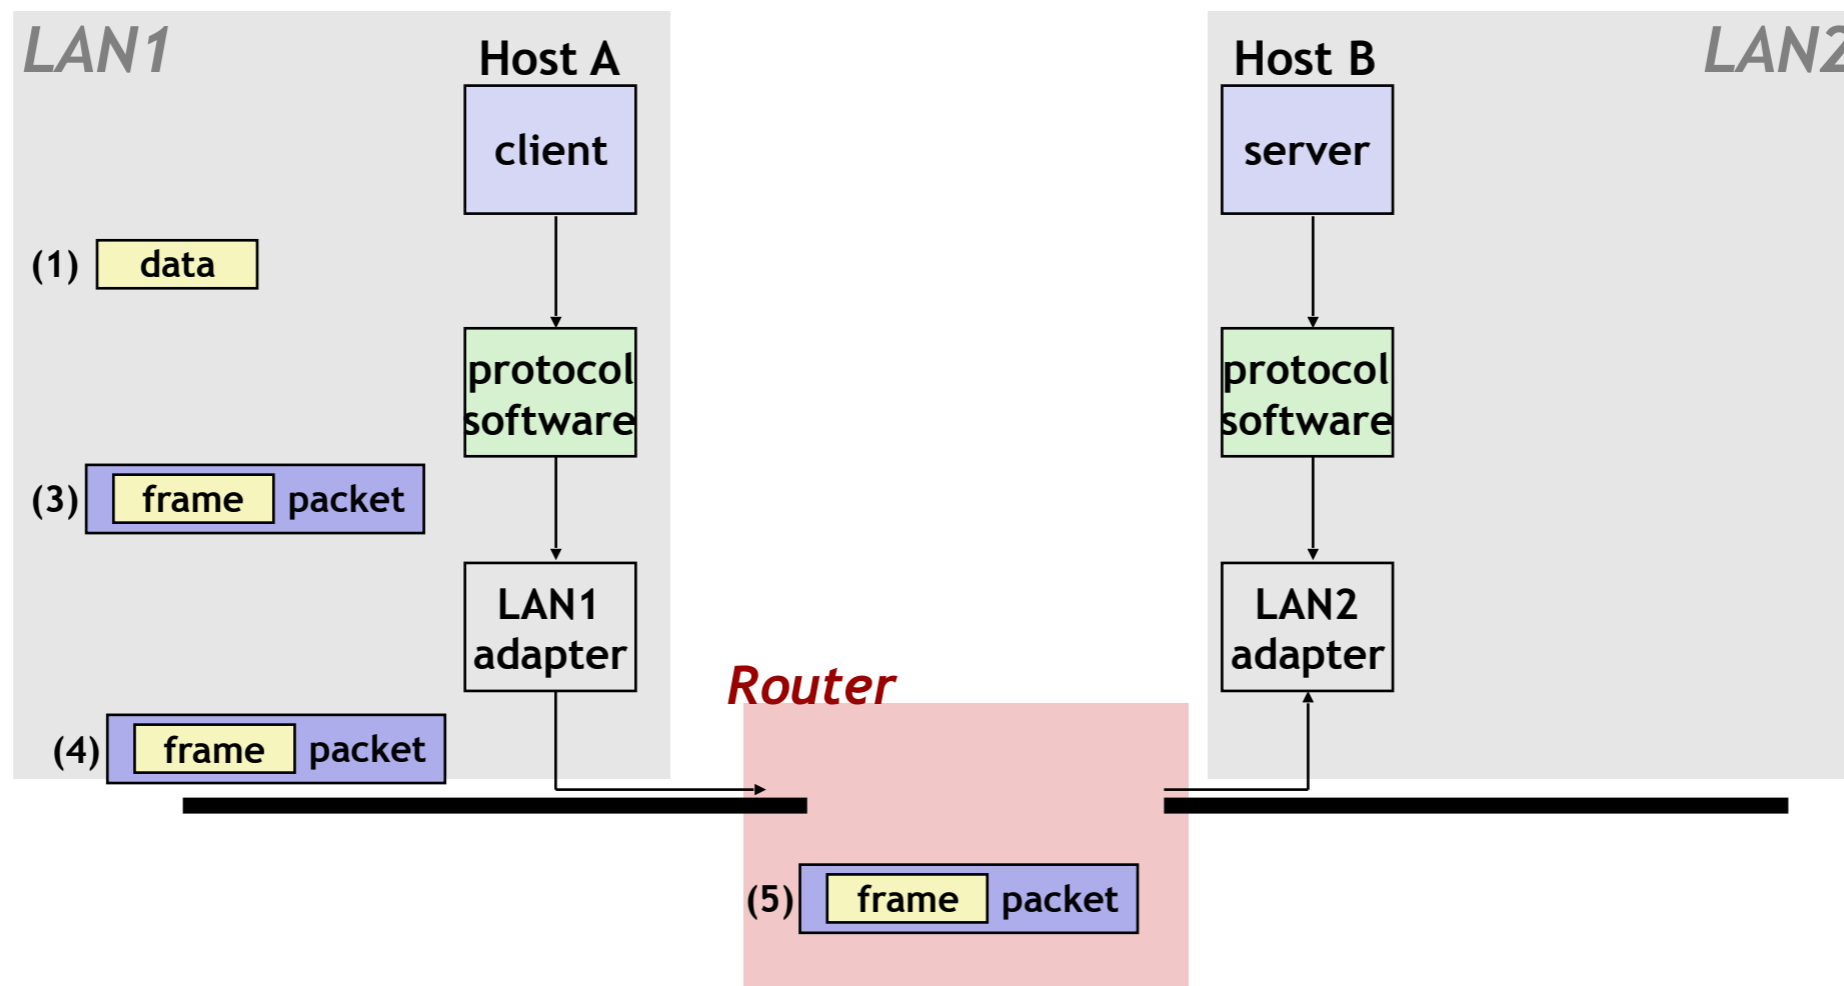 LAN1
Host A
client
(1) data
protocol
software
(3) frame packet
LAN1
adapter
(4) frame packet
Router
(5) frame packet
Host B
LAN2
server
protocol
software
LAN2
adapter